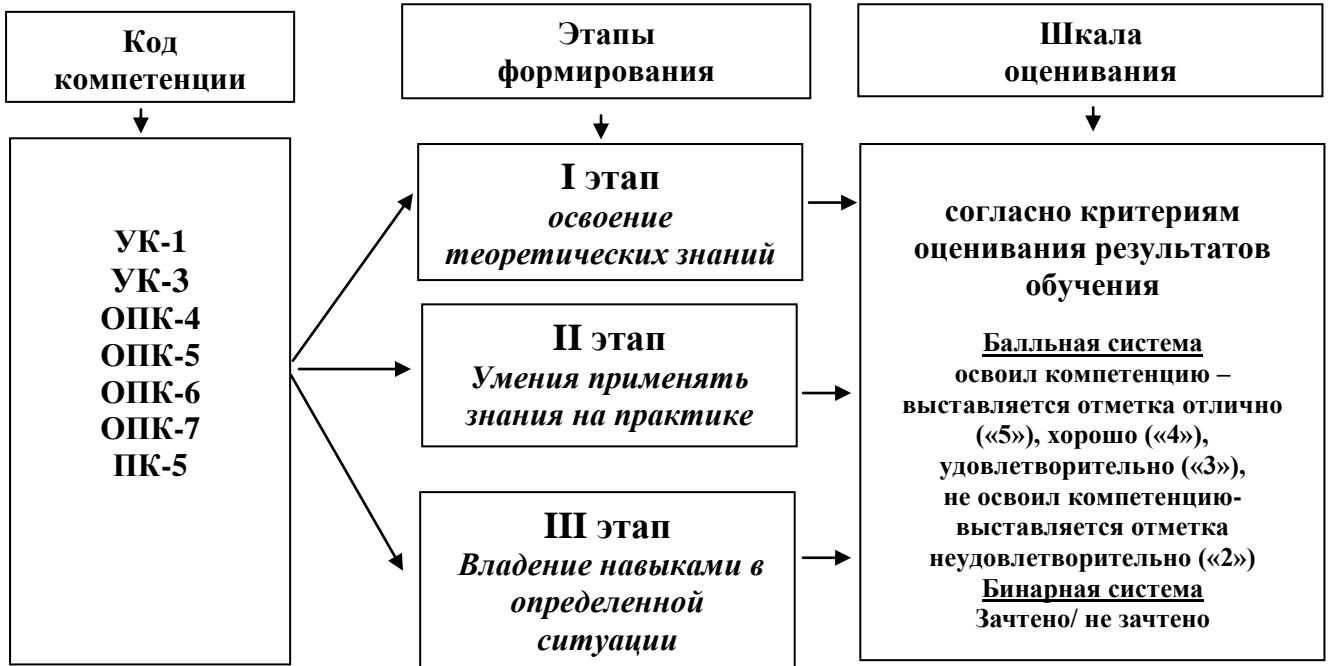 Код
компетенции
Этапы
формирования
Шкала
оценивания
УК-1
УК-3
ОПК-4
ОПК-5
ОПК-6
ОПК-7
ПК-5
I этап
освоение
теоретических знаний
II этап
Умения применять
знания на практике
III этап
Владение навыками в
определенной
ситуации
согласно критериям
оценивания результатов
обучения
Балльная система
освоил компетенцию –
выставляется отметка отлично
(«5»), хорошо («4»),
удовлетворительно («3»),
не освоил компетенцию-
выставляется отметка
неудовлетворительно («2»)
Бинарная система
Зачтено/ не зачтено